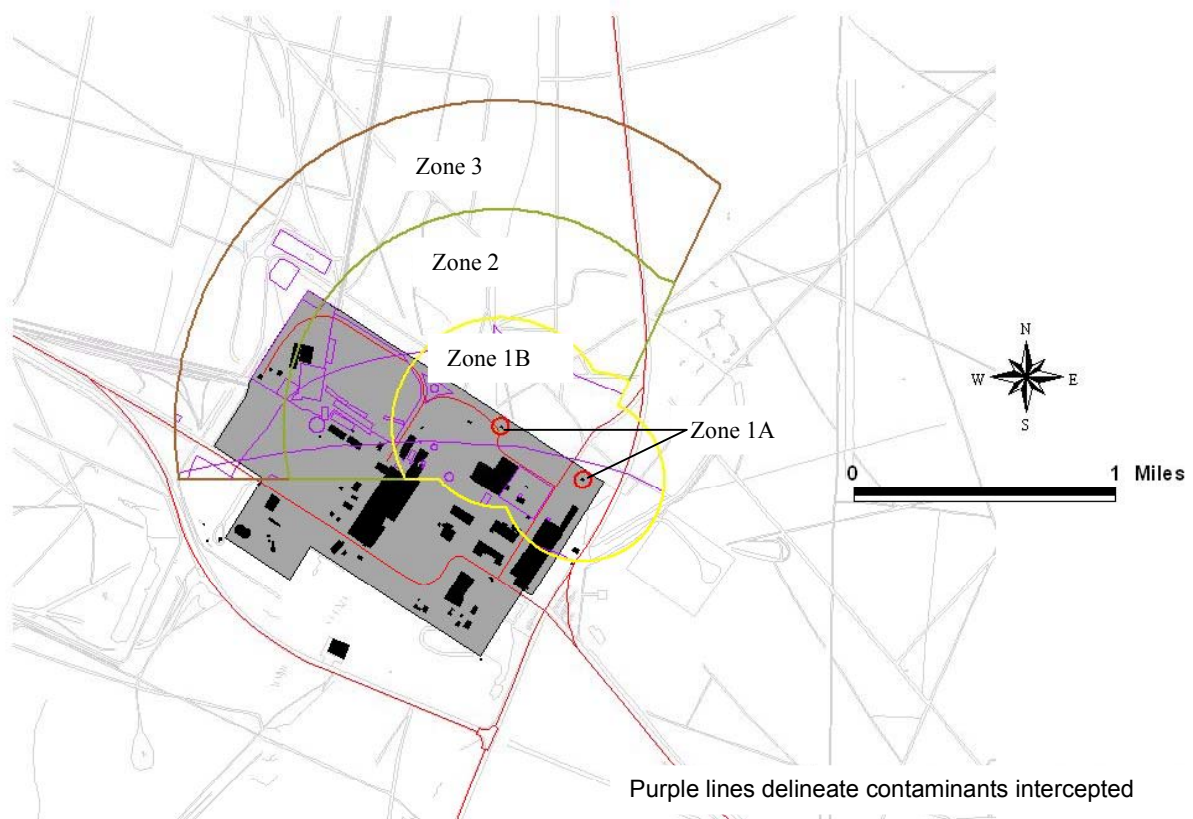 Zone 3
Zone 2
Zone 1B
Zone 1A
N
W E
S
0 1 Miles
Purple lines delineate contaminants intercepted